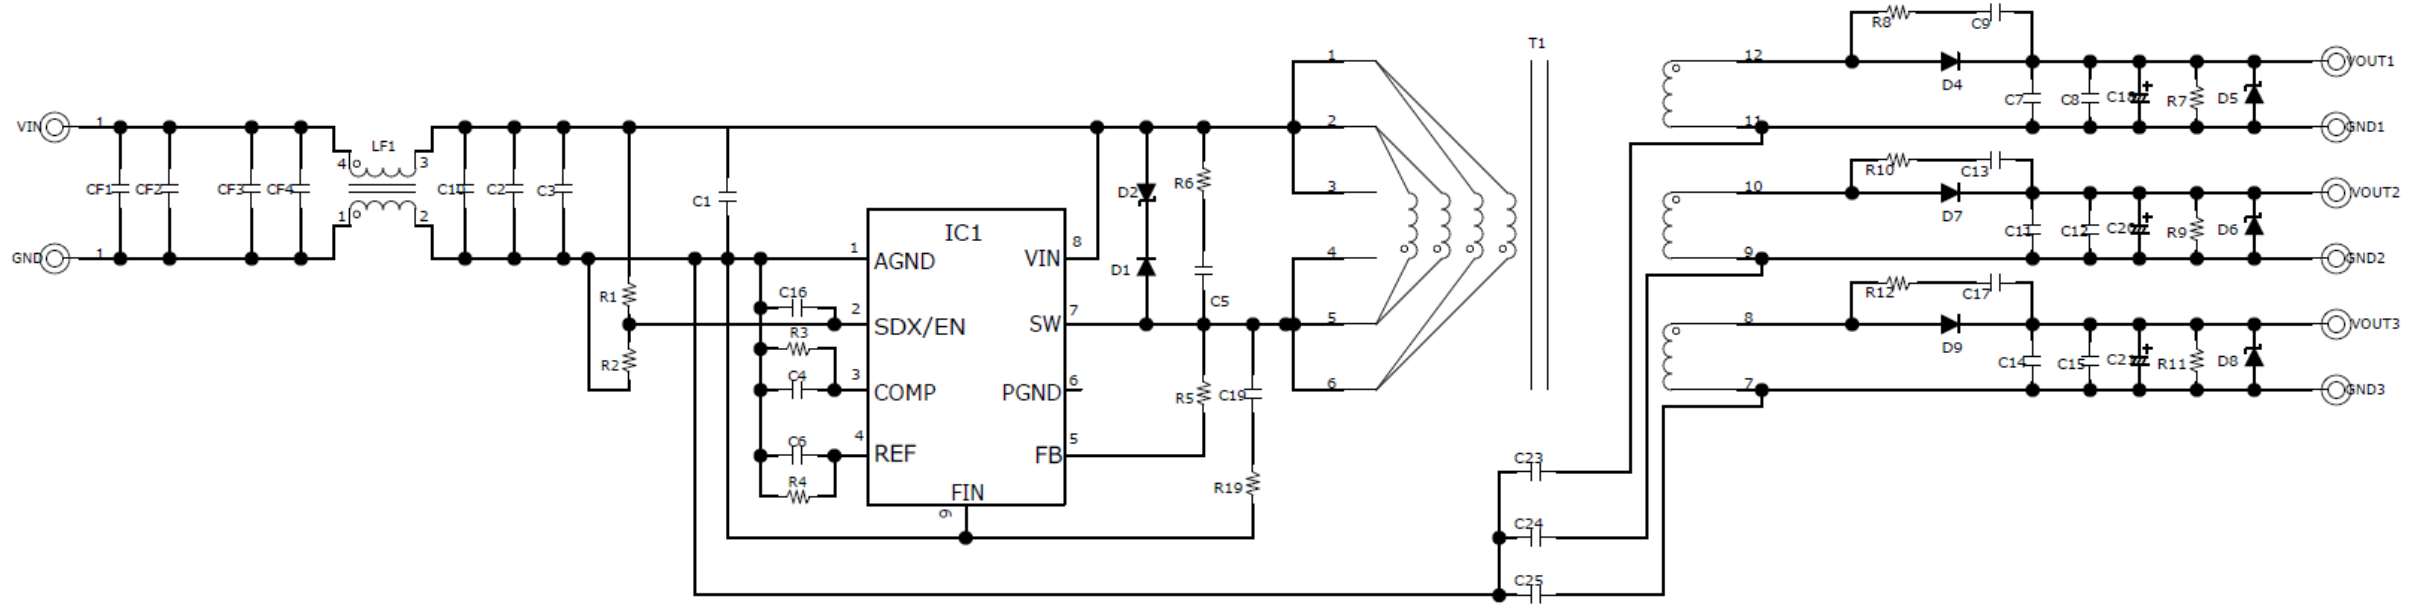 VIN
1
GND
1
CF1
CF2
CF3
CF4
LF1
4
3
1
2
C10
C2
C3
R1
R2
C1
C16
R3
C4
C6
R4
IC1
1
AGND
2
SDX/EN
3
COMP
4
REF
FIN
9
VIN
8
SW
7
PGND
6
FB
5
D2
D1
R6
C5
R5
C19
R19
T1
1
2
3
4
5
6
12
11
10
9
8
7
R8
C9
D4
C7
C8
C18
R7
D5
VOUT1
GND1
R10
C13
D7
C11
C12
C20
R9
D6
VOUT2
GND2
R12
C17
D9
C14
C15
C21
R11
D8
VOUT3
GND3
C23
C24
C25